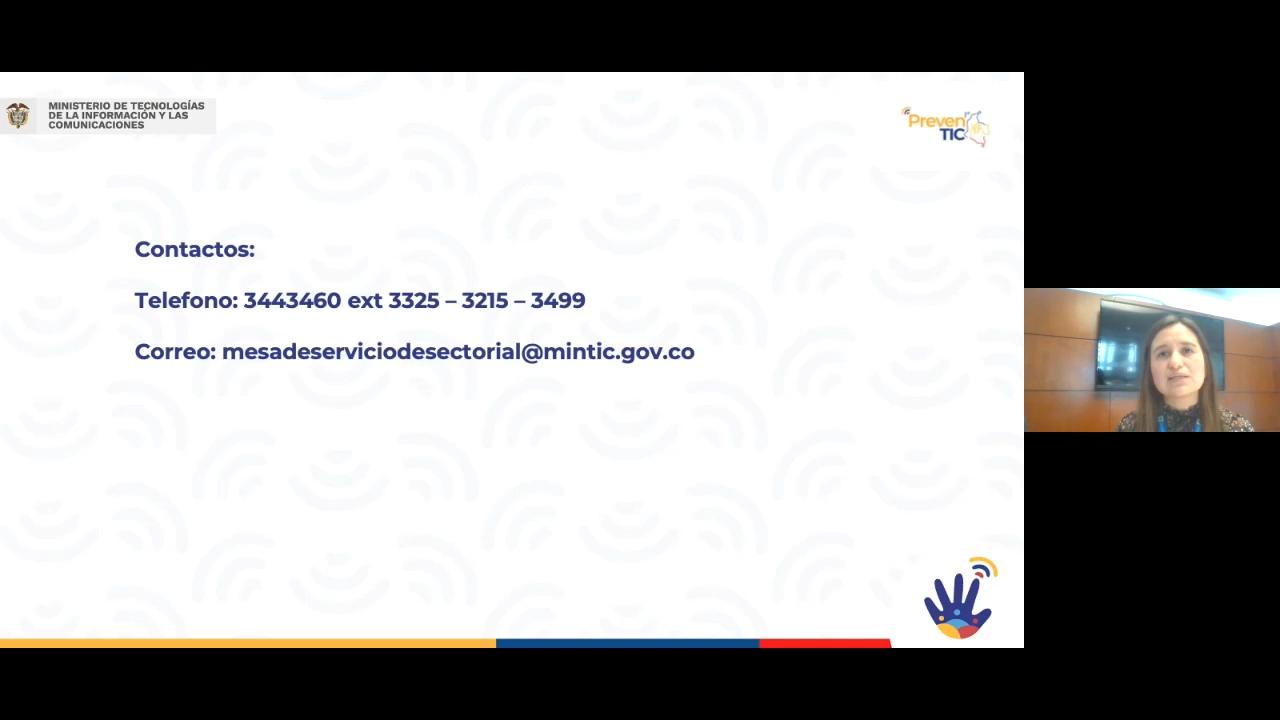 MINISTERIO DE TECNOLOGÍAS
DE LA INFORMACIÓN Y LAS
COMUNICACIONES
Preven
TIC
Contactos:
Telefono: 3443460 ext 3325 – 3215 – 3499
Correo: mesadeserviciodesectorial@mintic.gov.co